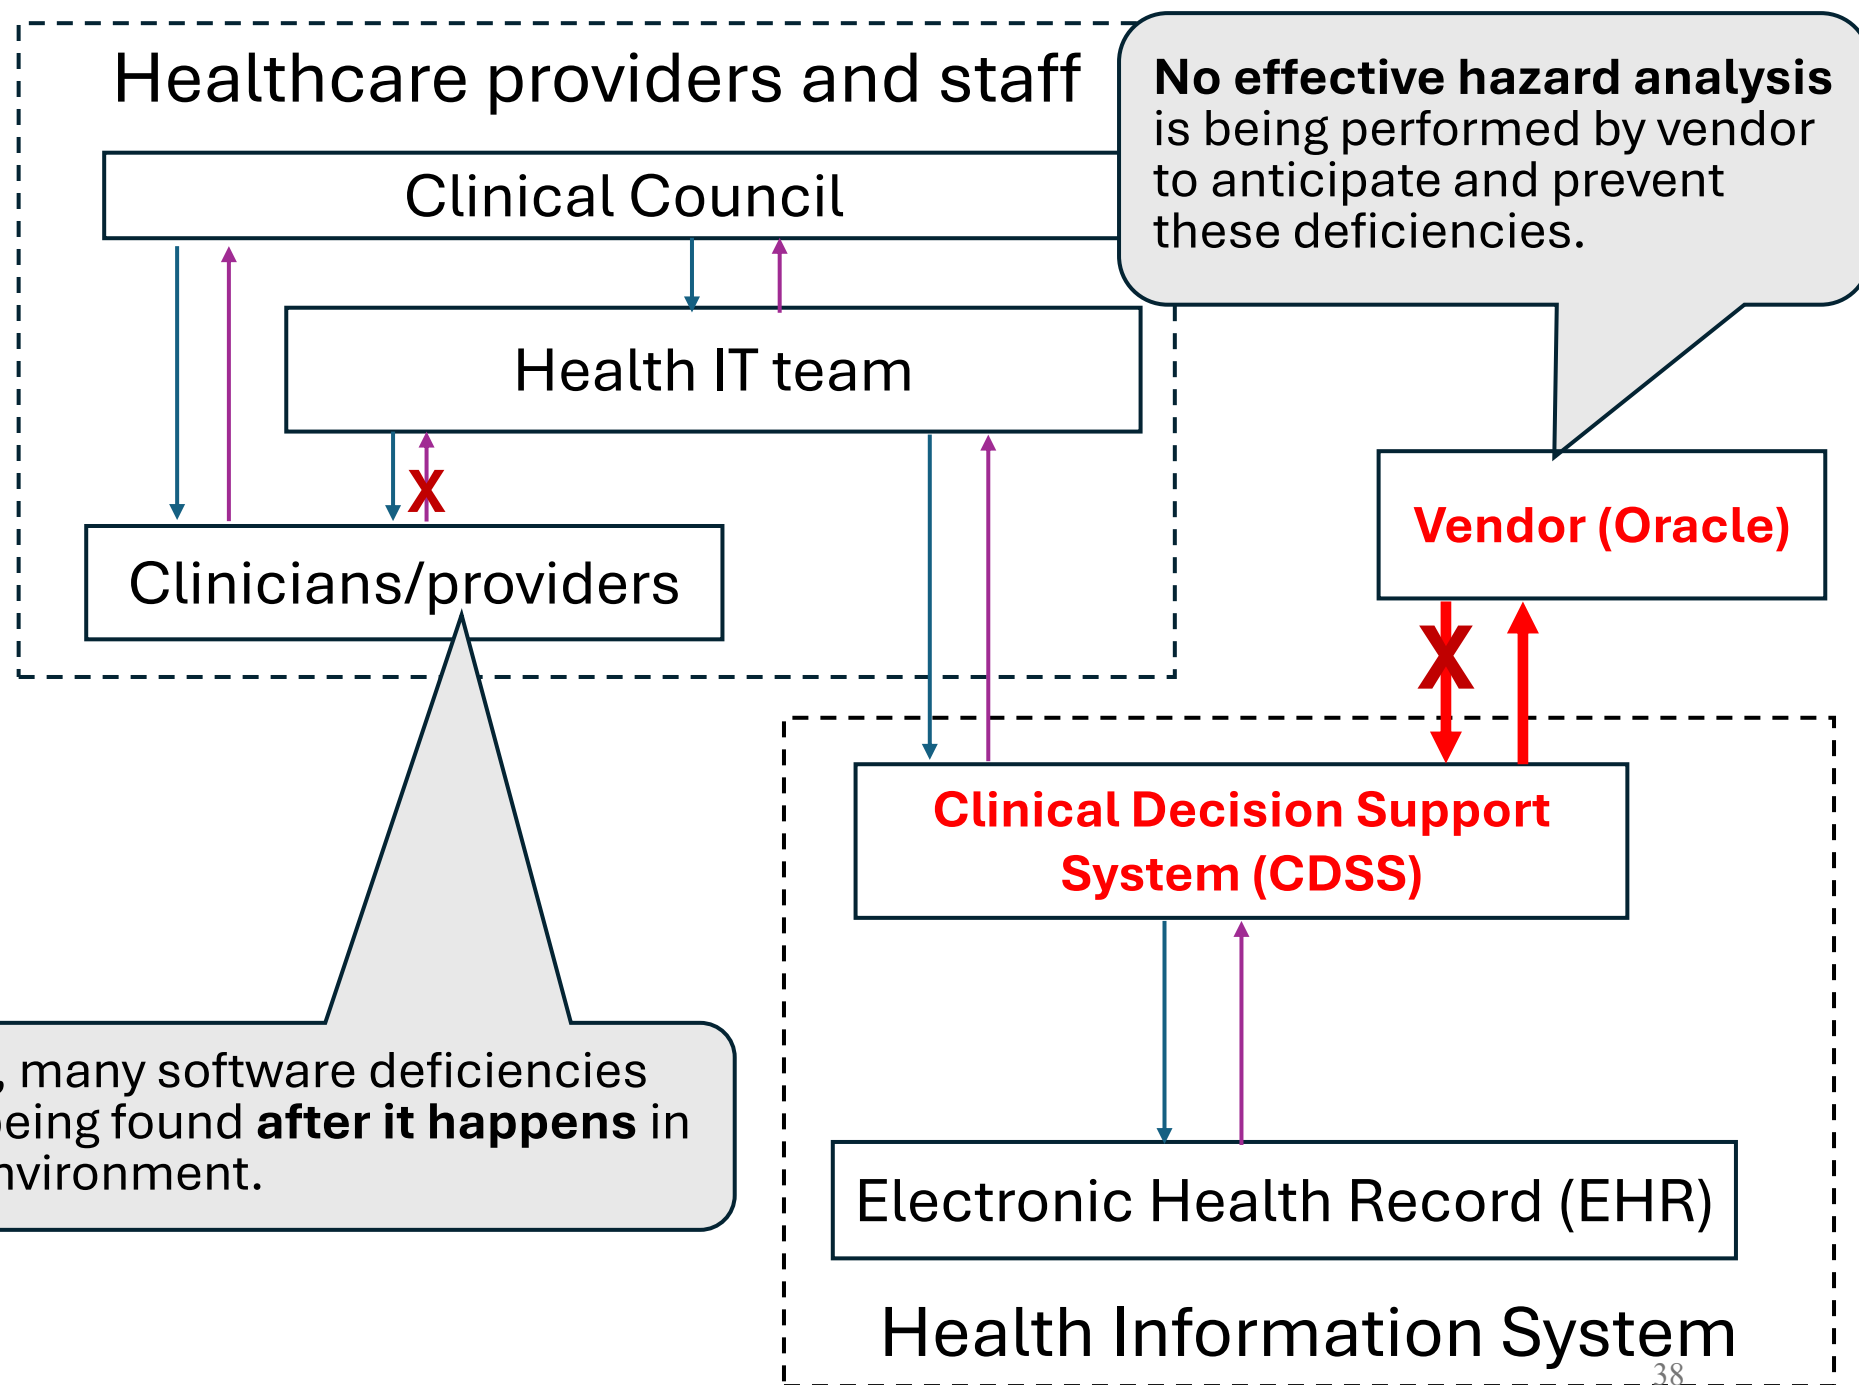 Healthcare providers and staff
No effective hazard analysis
is being performed by vendor
to anticipate and prevent
these deficiencies.
Clinical Council
Health IT team
X
Vendor (Oracle)
Clinicians/providers
X
Clinical Decision Support
System (CDSS)
, many software deficiencies
being found after it happens in
nvironment.
Electronic Health Record (EHR)
Health Information System
38